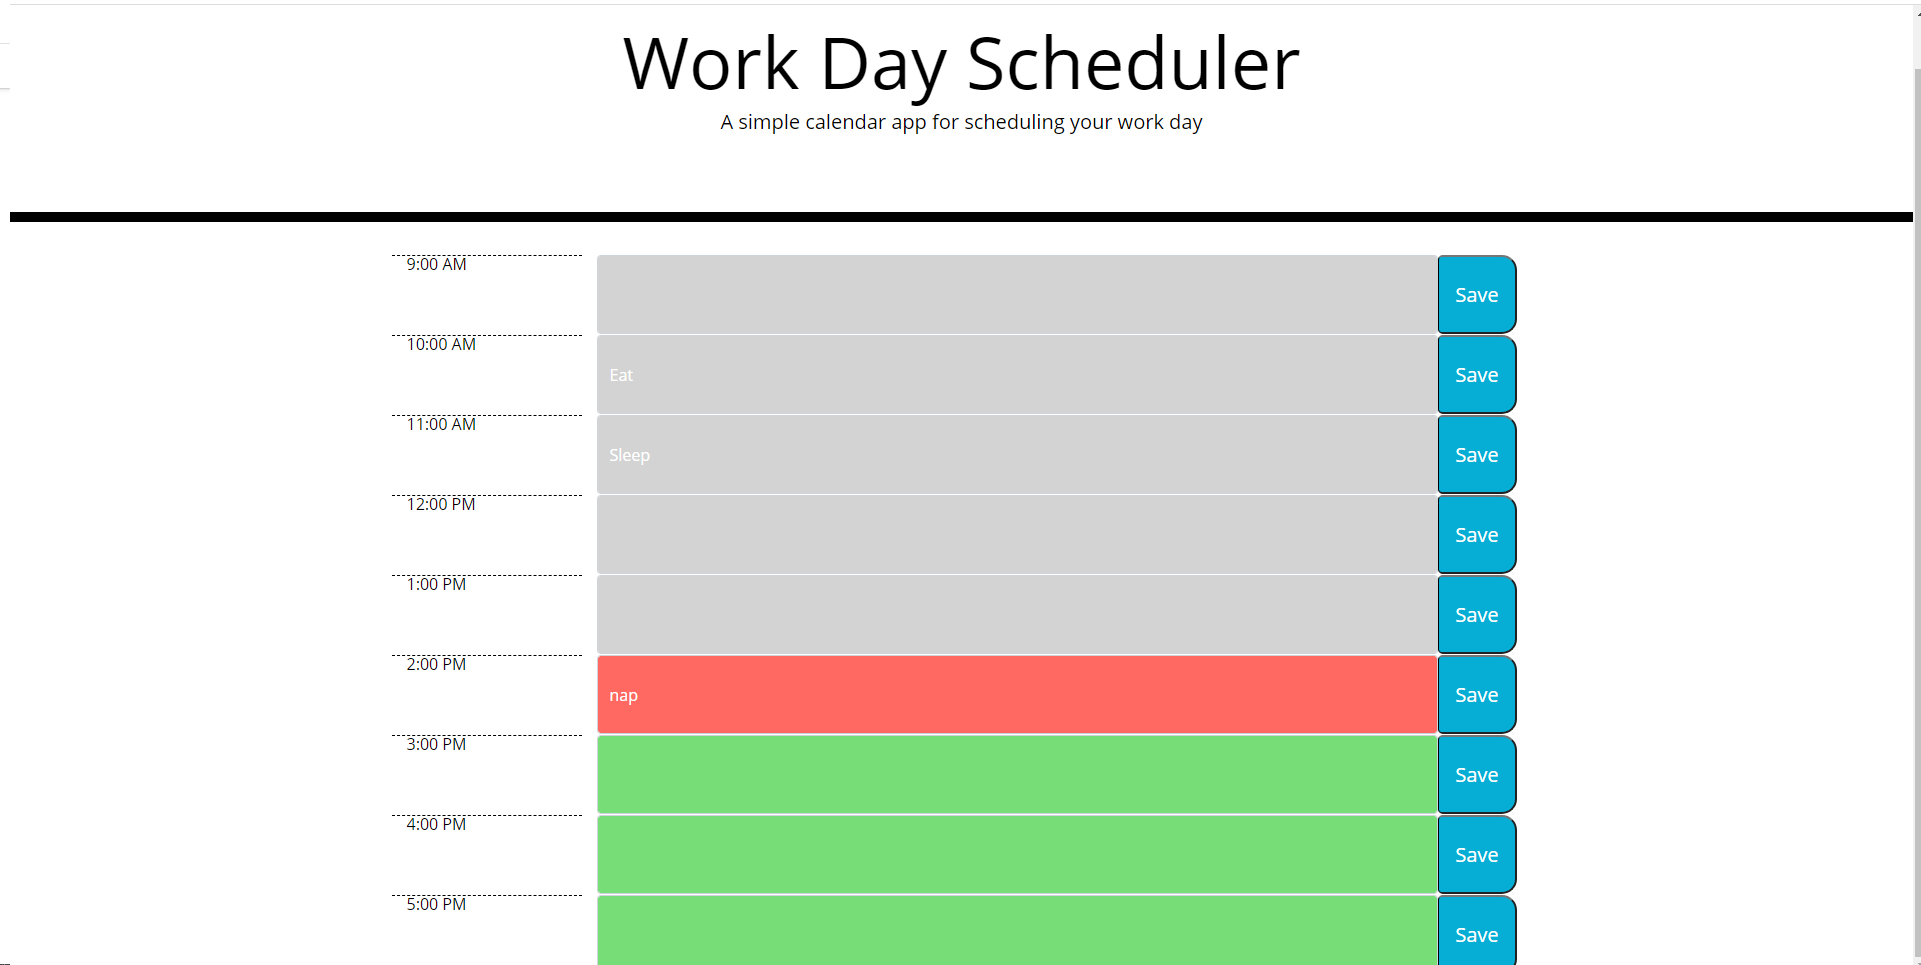 Work Day Scheduler
A simple calendar app for scheduling your work day
9:00 AM Save
10:00 AM Eat Save
11:00 AM Sleep Save
12:00 PM Save
1:00 PM Save
2:00 PM nap Save
3:00 PM Save
4:00 PM Save
5:00 PM Save